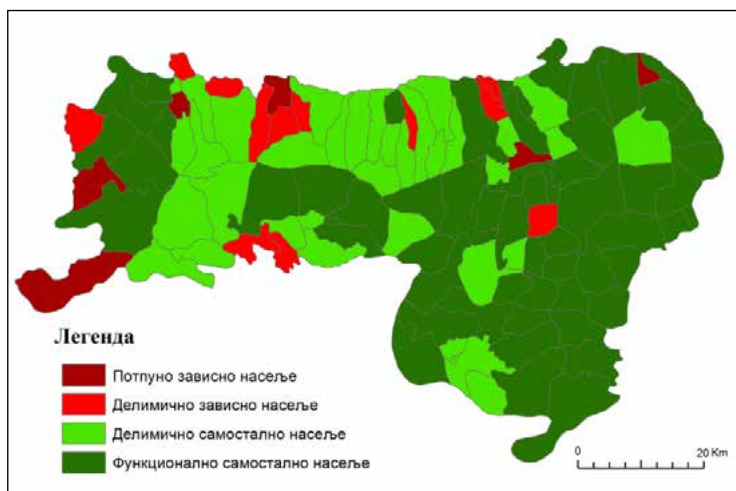 Легенда
Потпуно зависно насеље
Делимично зависно насеље
Делимично самостално насеље
Функционално самостално насеље
0 20 Km